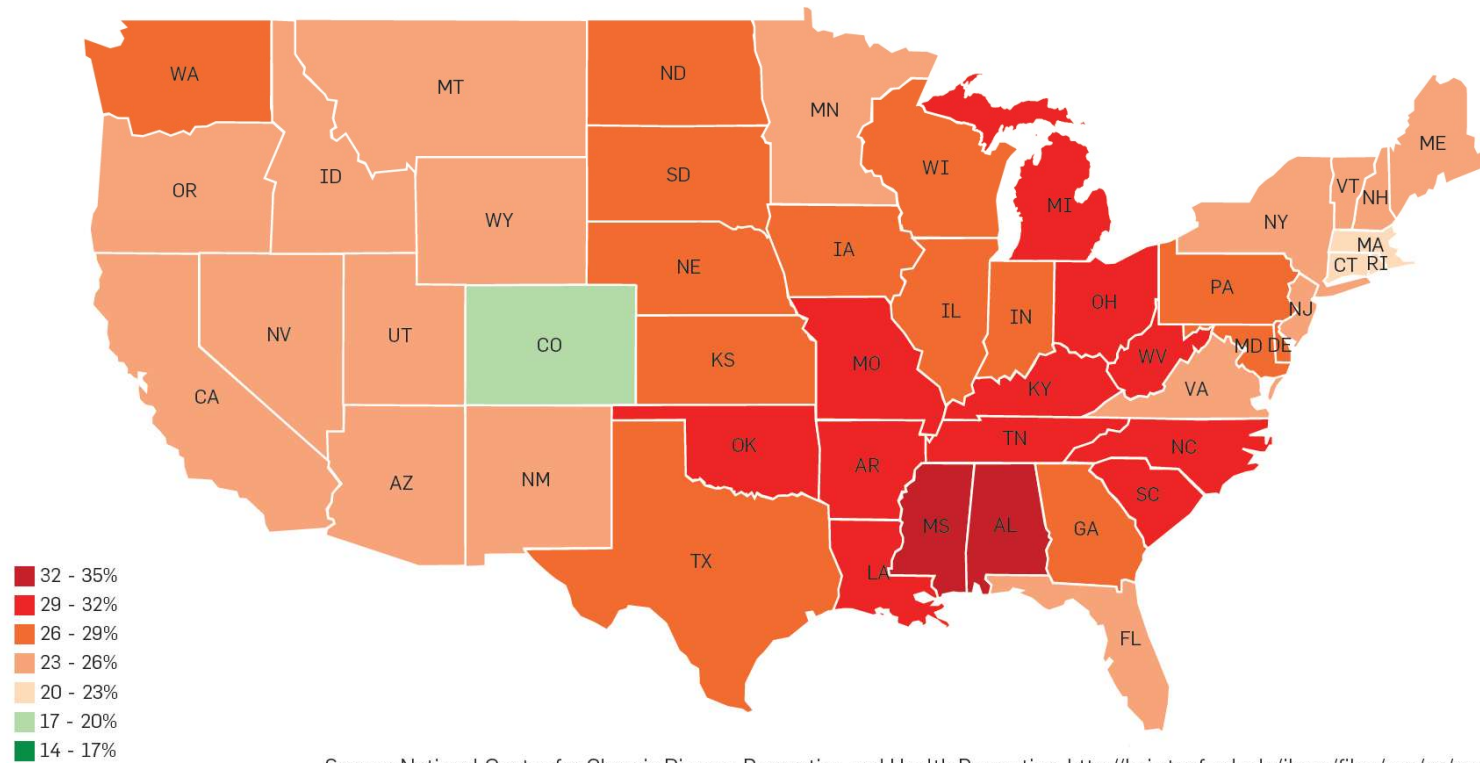 WA
MT
ND
MN
ME
OR
ID
SD
WI
VT
NH
WY
MI
NY
MA
CT RI
NE
IA
PA
NV
UT
CO
IL
IN
OH
NJ
KS
MO
WV
MD DE
CA
KY
VA
AZ
NM
OK
AR
TN
NC
SC
TX
LA
MS
AL
GA
FL
32 - 35%
29 - 32%
26 - 29%
23 - 26%
20 - 23%
17 - 20%
14 - 17%